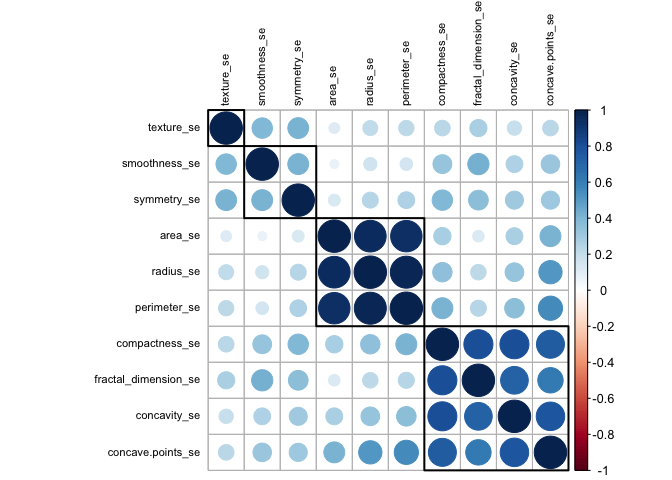 texture_se
smoothness_se
symmetry_se
area_se
radius_se
perimeter_se
compactness_se
fractal_dimension_se
concavity_se
concave.points_se
texture_se
smoothness_se
symmetry_se
area_se
radius_se
perimeter_se
compactness_se
fractal_dimension_se
concavity_se
concave.points_se
1
0.8
0.6
0.4
0.2
0
-0.2
-0.4
-0.6
-0.8
-1